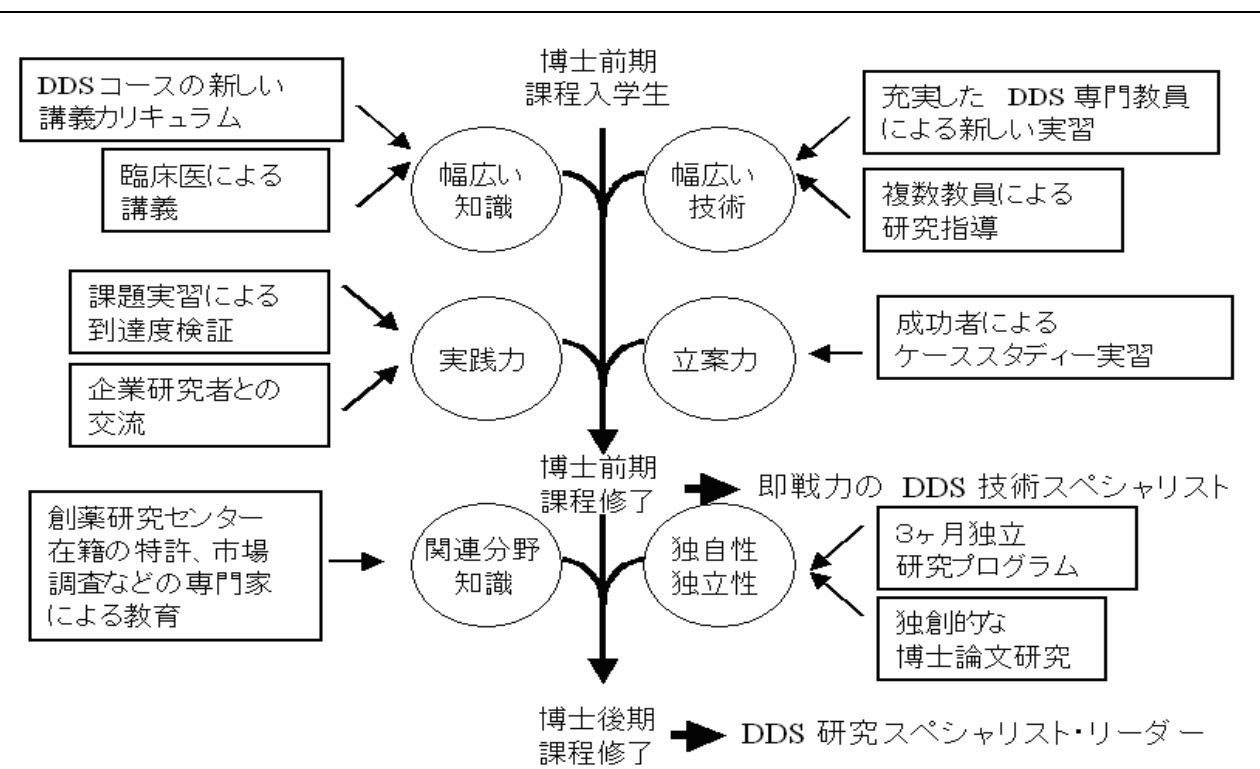 博士前期
課程入学生
DDSコースの新しい
講義カリキュラム
臨床医による
講義
幅広い
知識
幅広い
技術
充実した DDS 専門教員
による新しい実習
複数教員による
研究指導
課題実習による
到達度検証
企業研究者との
交流
実践力
立案力
成功者による
ケーススタディー実習
博士前期
課程修了
即戦力の DDS 技術スペシャリスト
創薬研究センター
在籍の特許、市場
調査などの専門家
による教育
関連分野
知識
独自性
独立性
3ヶ月独立
研究プログラム
独創的な
博士論文研究
博士後期
課程修了
DDS 研究スペシャリスト・リーダー